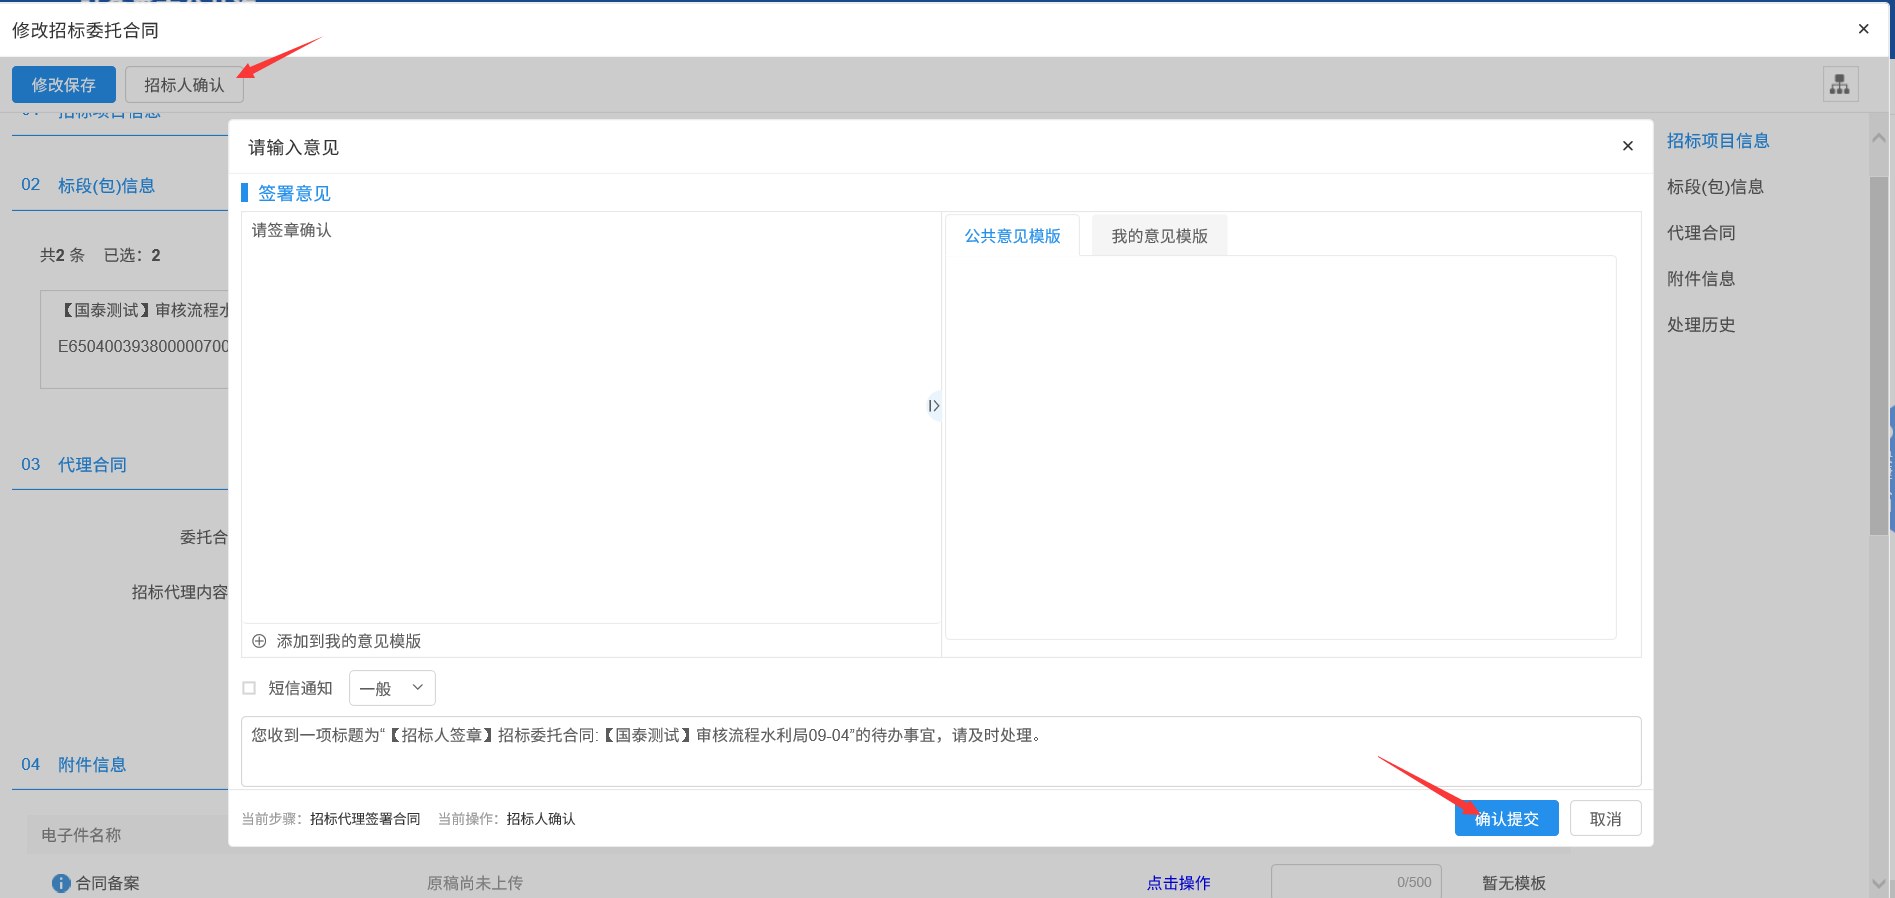 修改招标委托合同
修改保存 招标人确认
02 标段(包)信息
共2 条 已选：2
【国泰测试】审核流程
E65040039380000070
03 代理合同
委托合
招标代理内容
04 附件信息
电子件名称
合同备案 原稿尚未上传 点击操作 0/500 暂无模板
招标项目信息
标段(包)信息
代理合同
附件信息
处理历史
请输入意见
签署意见
请签章确认
公共意见模版 我的意见模版
添加到我的意见模版
短信通知 一般
您收到一项标题为“【招标人签章】招标委托合同:【国泰测试】审核流程水利局09-04”的待办事宜，请及时处理。
当前步骤：招标代理签署合同 当前操作：招标人确认
确认提交 取消